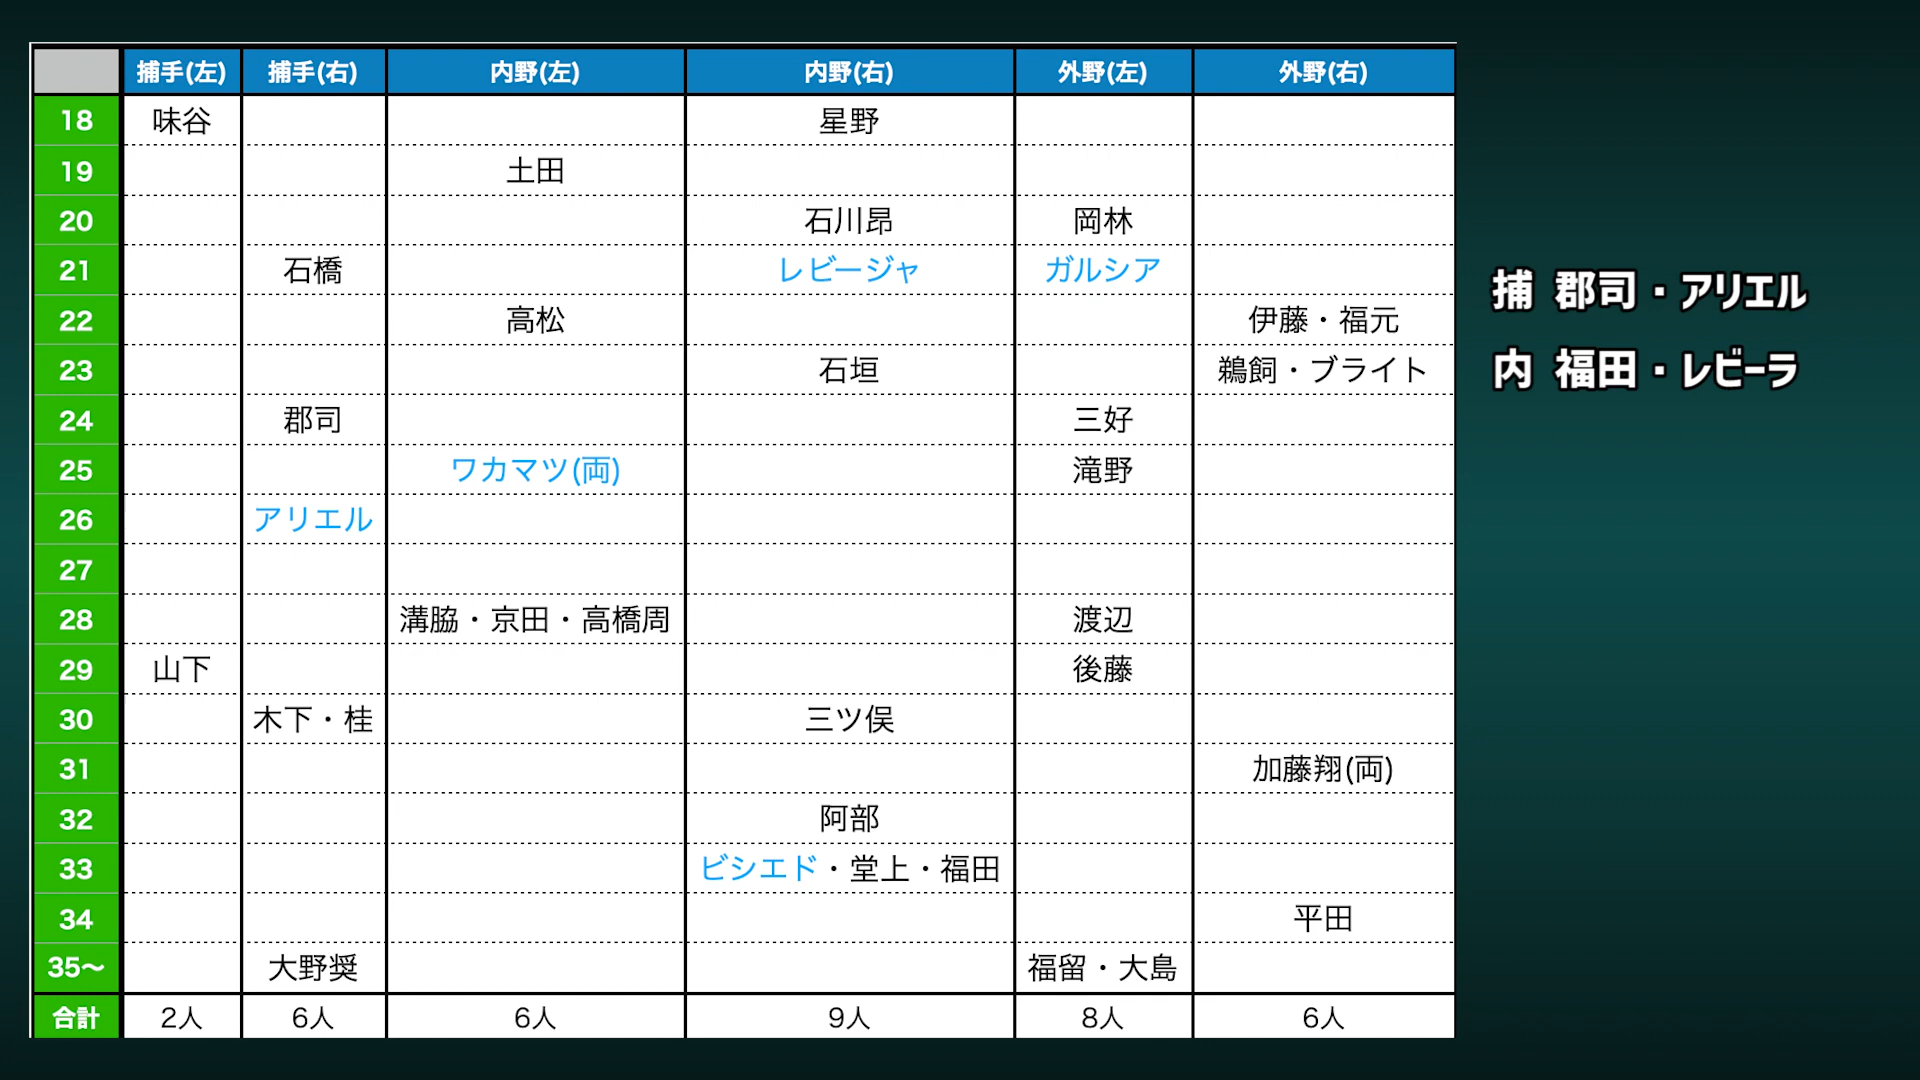 捕手(左) 捕手(右) 内野(左) 内野(右) 外野(左) 外野(右)
18 味谷 星野
19 土田
20 石川昂 岡林
21 石橋 レビージャ ガルシア
22 高松 伊藤・福元
23 石垣 鵜飼・ブライト
24 郡司 三好
25 ワカマツ(両) 滝野
26 アリエル
27
28 溝脇・京田・高橋周 渡辺
29 山下 後藤
30 木下・桂 三ツ俣
31 加藤翔(両)
32 阿部
33 ビシエド・堂上・福田
34 平田
35〜 大野奨 福留・大島
合計 2人 6人 6人 9人 8人 6人
捕 郡司・アリエル
内 福田・レビーラ